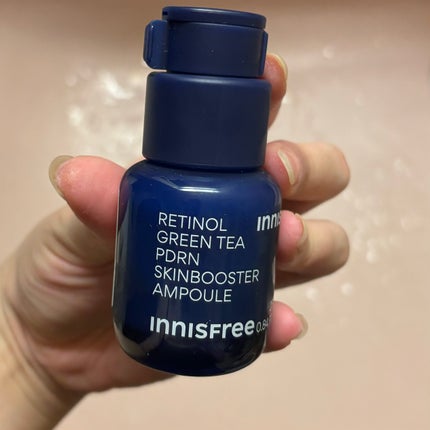 RETINOL
GREEN TEA
PDRN
SKINBOOSTER
AMPOULE
INNISFree